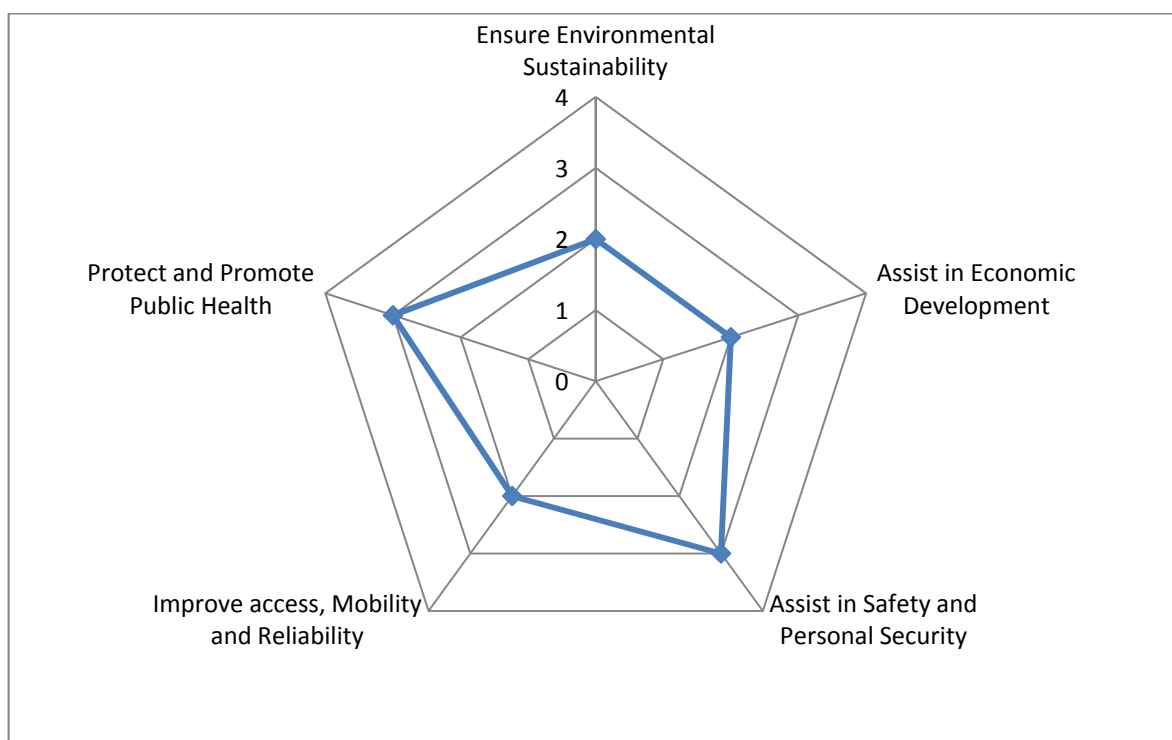 Ensure Environmental
Sustainability
4
3
2
1
0
Assist in Economic
Development
Assist in Safety and
Personal Security
Improve access, Mobility
and Reliability
Protect and Promote
Public Health